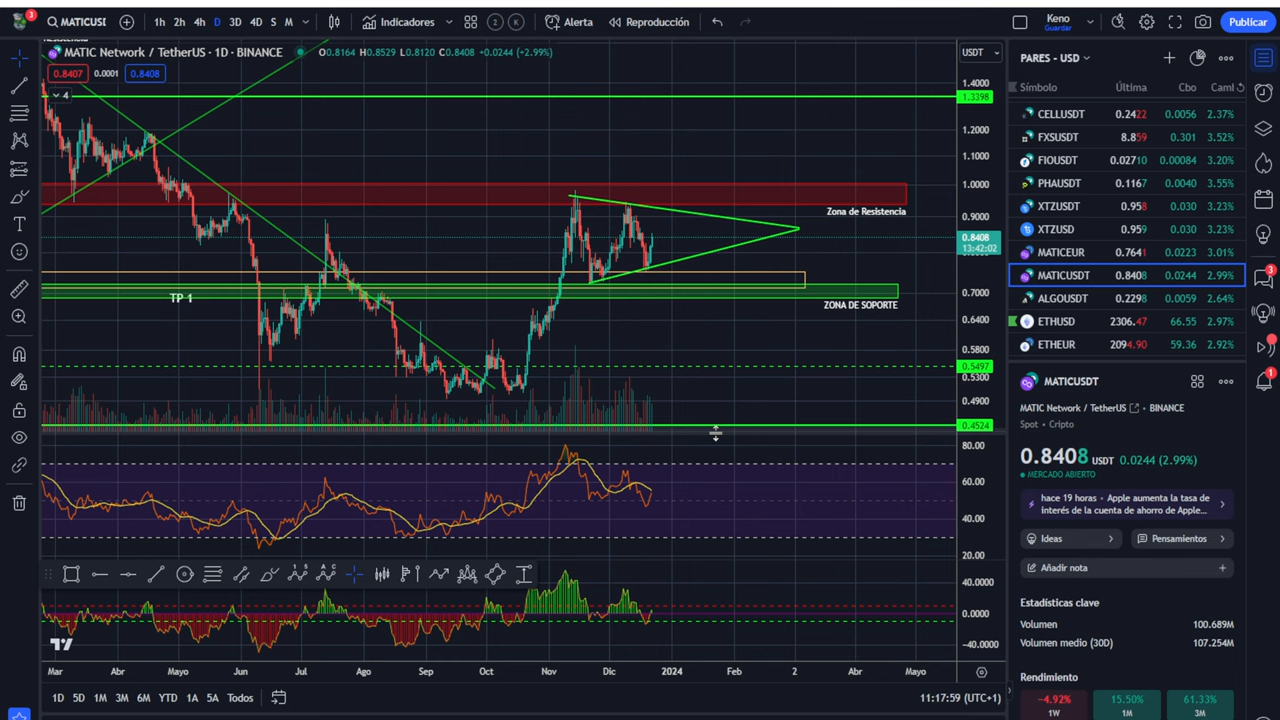 3
MATICUSI
1h 2h 4h D 3D 4D S M
Indicadores
2 K
Alerta
Reproducción
Keno
Guardar
Publicar
MATIC Network / TetherUS · 1D · BINANCE
O0.8164 H0.8529 L0.8120 C0.8408 +0.0244 (+2.99%)
0.8407 0.0001 0.8408
4
USDT
1.4000
1.3398
1.2000
1.1000
1.0000
0.9000
0.8408
13:42:02
0.7000
0.6400
0.5800
0.5497
0.5300
0.4900
0.4524
Zona de Resistencia
TP 1
ZONA DE SOPORTE
80.00
60.00
40.00
20.00
40.0000
0.0000
-40.0000
Mar Abr Mayo Jun Jul Ago Sep Oct Nov Dic 2024 Feb 2 Abr Mayo
1D 5D 1M 3M 6M YTD 1A 5A Todos
11:17:59 (UTC+1)
PARES - USD
Símbolo Última Cbo Caml
CELLUSDT 0.2422 0.0056 2.37%
FXSUSDT 8.859 0.301 3.52%
FIOUSDT 0.02710 0.00084 3.20%
PHAUSDT 0.1167 0.0040 3.55%
XTZUSDT 0.958 0.030 3.23%
XTZUSD 0.959 0.030 3.23%
MATICEUR 0.7641 0.0223 3.01%
MATICUSDT 0.8408 0.0244 2.99%
ALGOUSDT 0.2298 0.0059 2.64%
ETHUSD 2306.47 66.55 2.97%
ETHEUR 2094.90 59.36 2.92%
MATICUSDT
MATIC Network / TetherUS · BINANCE
Spot · Cripto
0.8408 USDT 0.0244 (2.99%)
MERCADO ABIERTO
hace 19 horas · Apple aumenta la tasa de
interés de la cuenta de ahorro de Apple...
Ideas
Pensamientos
Añadir nota
Estadísticas clave
Volumen 100.689M
Volumen medio (30D) 107.254M
Rendimiento
-4.92% 15.50% 61.33%
1W 1M 3M
3
1